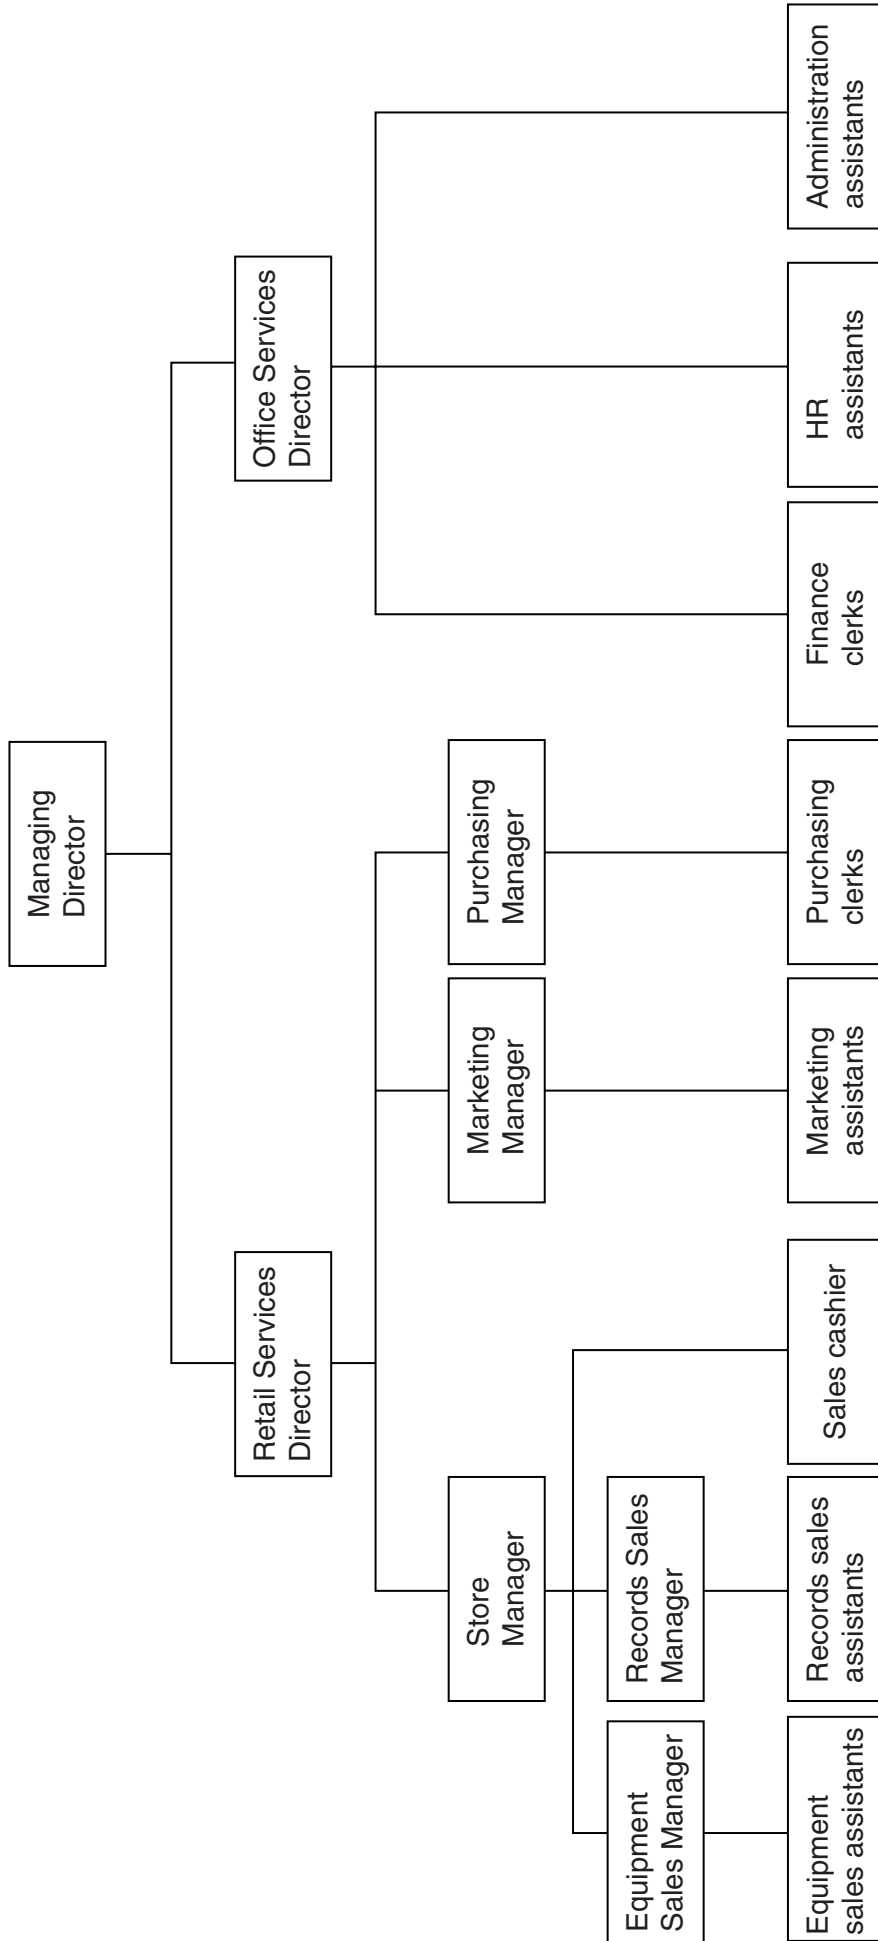 Managing
Director
Retail Services
Director
Office Services
Director
Store
Manager
Marketing
Manager
Purchasing
Manager
Equipment
Sales Manager
Records Sales
Manager
Equipment
sales assistants
Records sales
assistants
Sales cashier
Marketing
assistants
Purchasing
clerks
Finance
clerks
HR
assistants
Administration
assistants